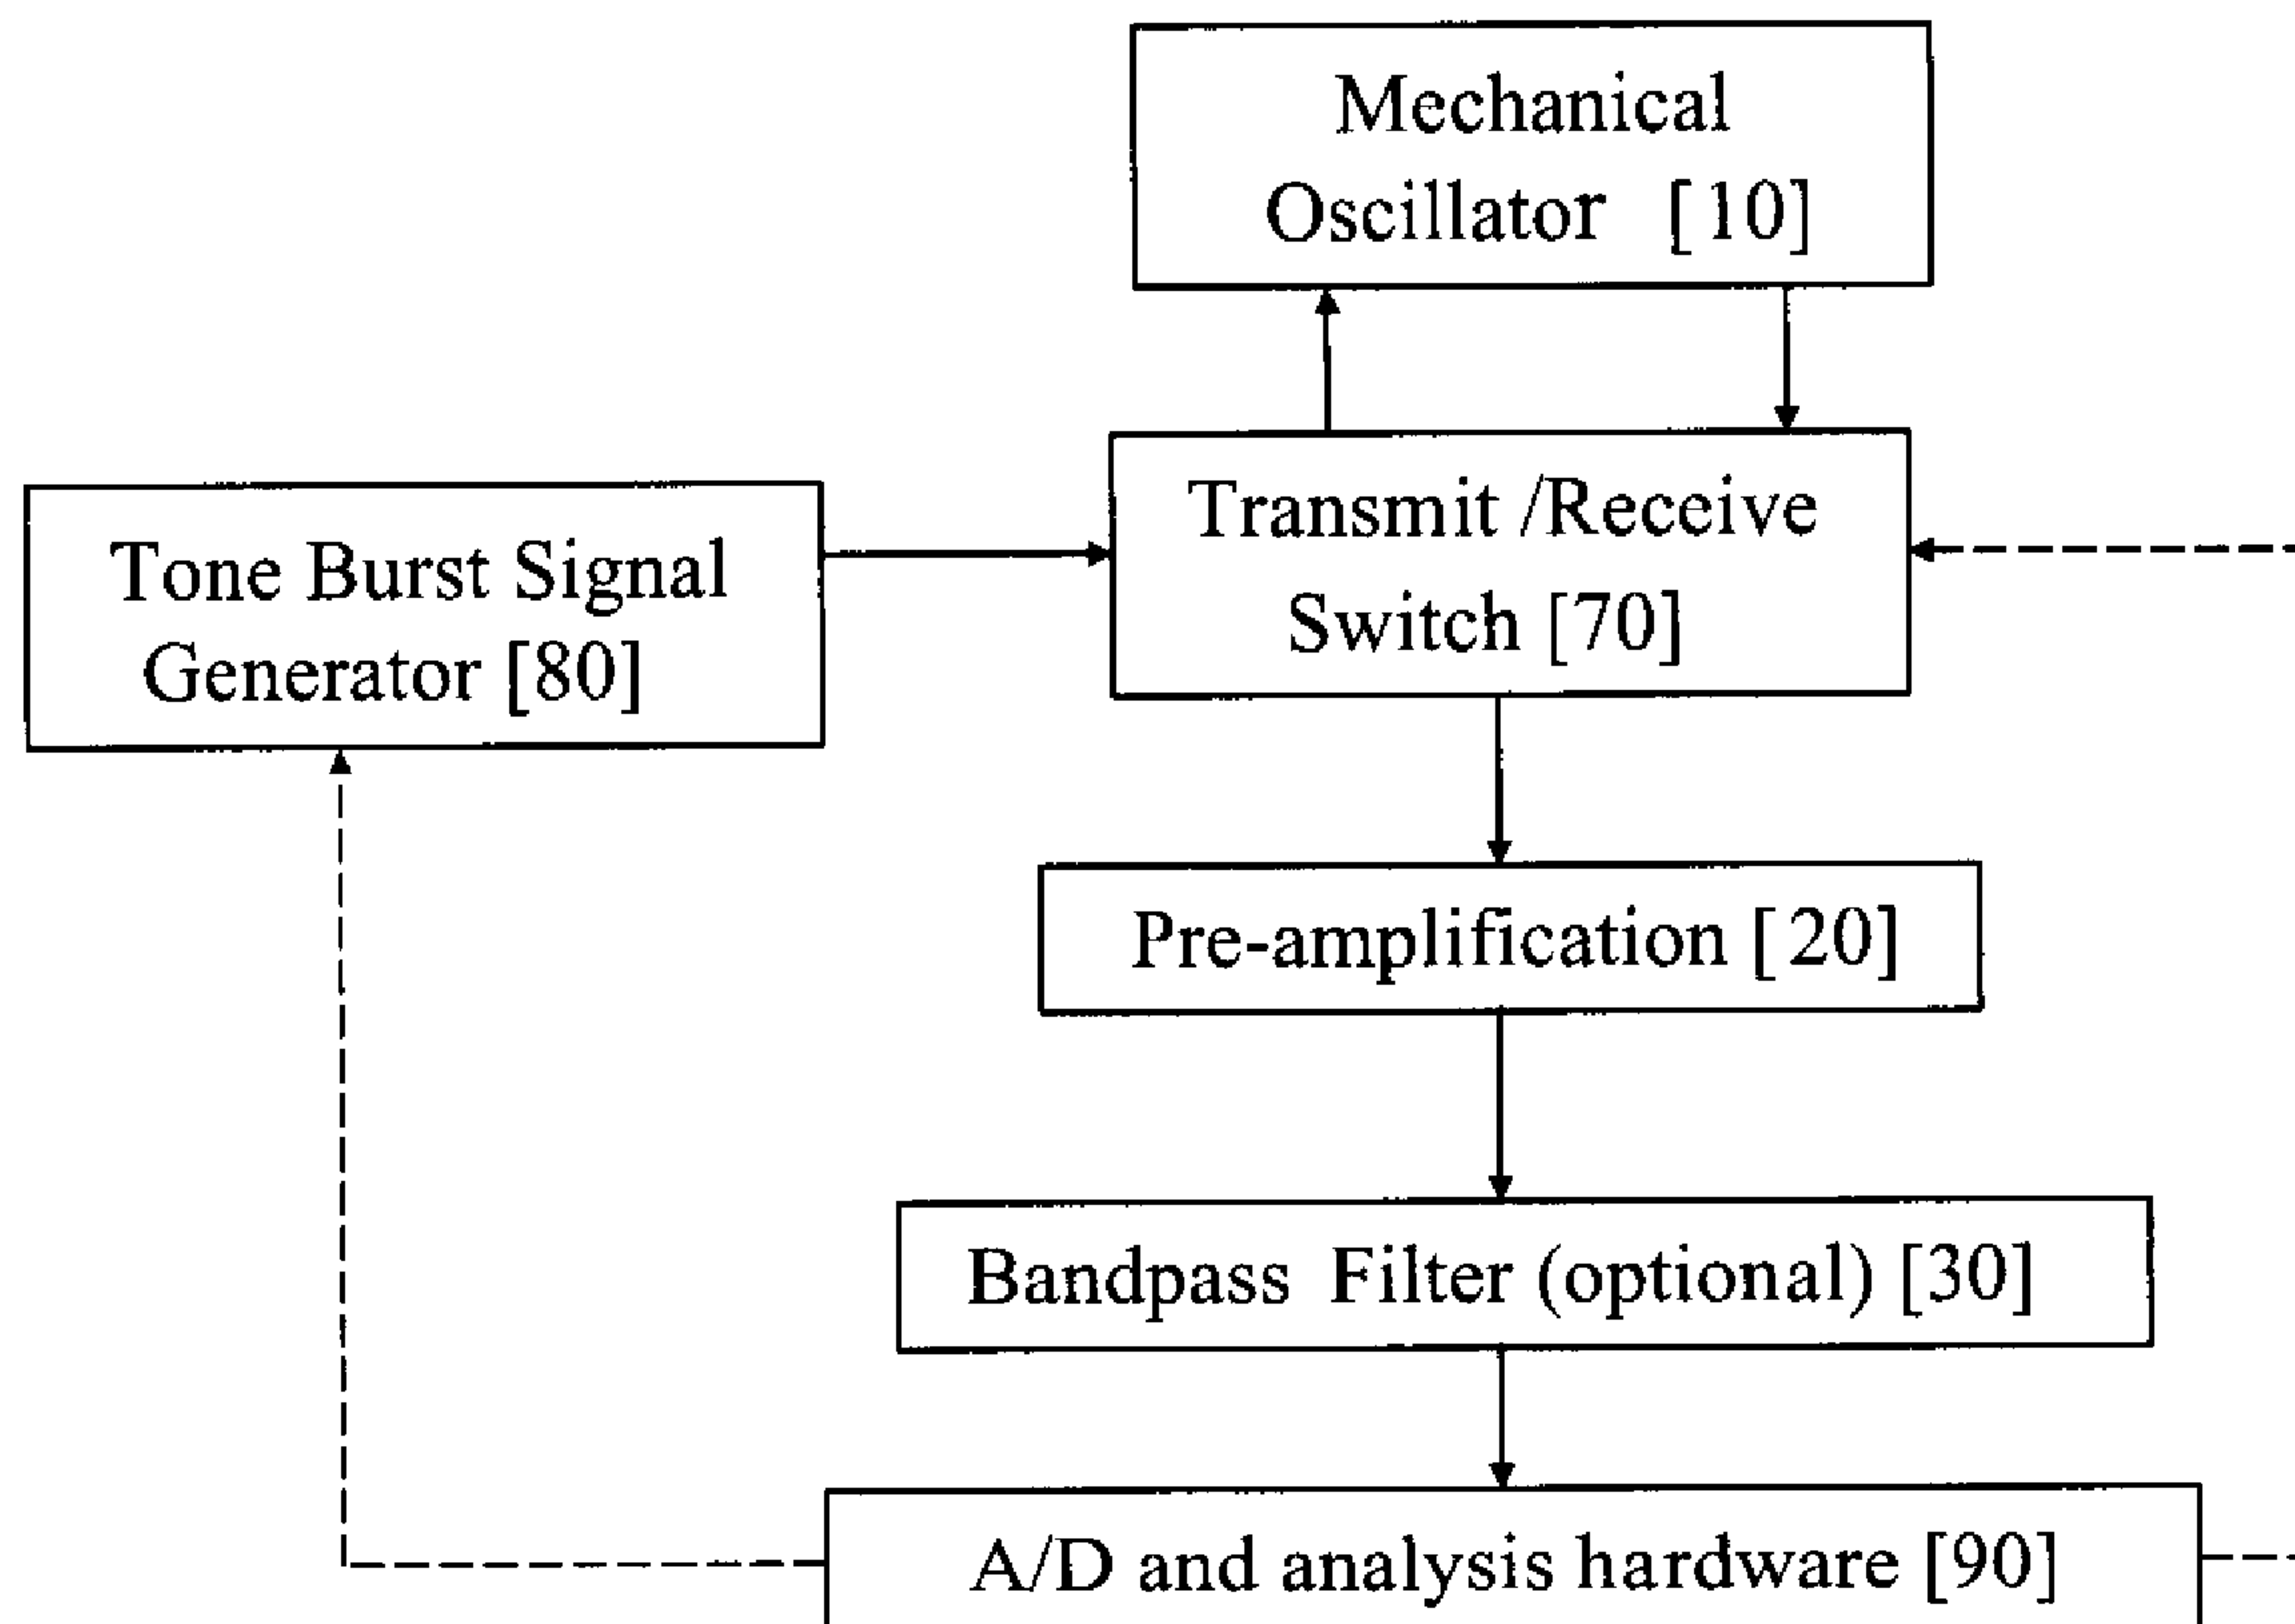 Mechanical
Oscillator [10]
Transmit /Receive
Switch [70]
Tone Burst Signal
Generator [80]
Pre-amplification [20]
Bandpass Filter (optional) [30]
A/D and analysis hardware [90]